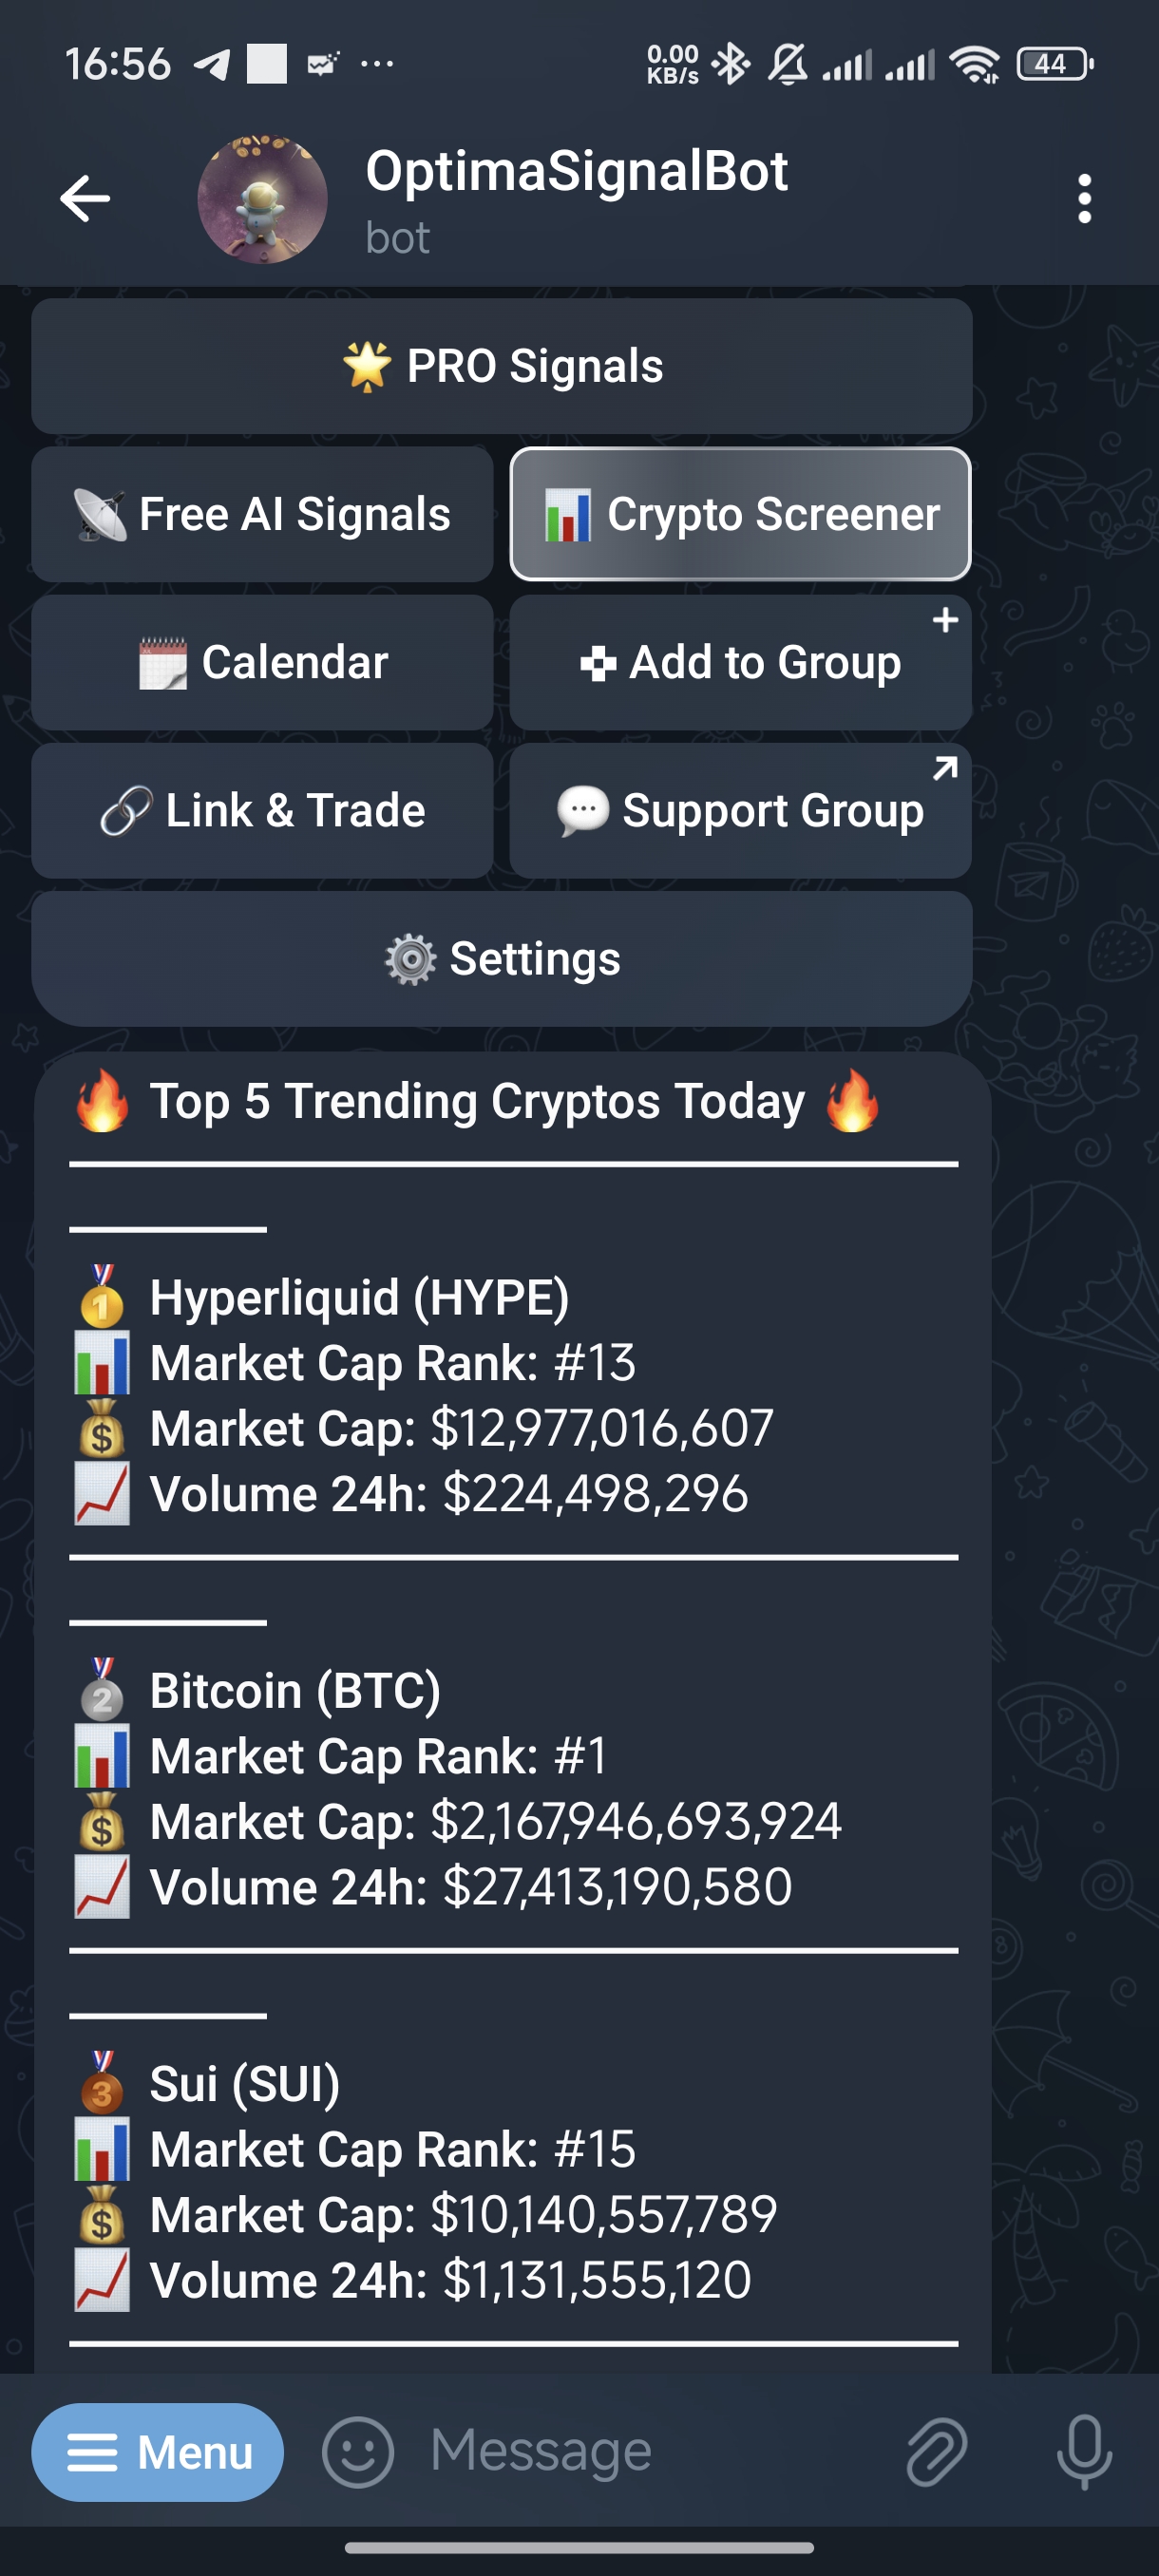 16:56
0.00
KB/s
44
OptimaSignalBot
bot
🌟 PRO Signals
📡 Free AI Signals
📊 Crypto Screener
🗓 Calendar
Add to Group
🔗 Link & Trade
💬 Support Group
⚙️ Settings
🔥 Top 5 Trending Cryptos Today 🔥
🥇 Hyperliquid (HYPE)
📊 Market Cap Rank: #13
💰 Market Cap: $12,977,016,607
📈 Volume 24h: $224,498,296
🥈 Bitcoin (BTC)
📊 Market Cap Rank: #1
💰 Market Cap: $2,167,946,693,924
📈 Volume 24h: $27,413,190,580
🥉 Sui (SUI)
📊 Market Cap Rank: #15
💰 Market Cap: $10,140,557,789
📈 Volume 24h: $1,131,555,120
Menu
Message